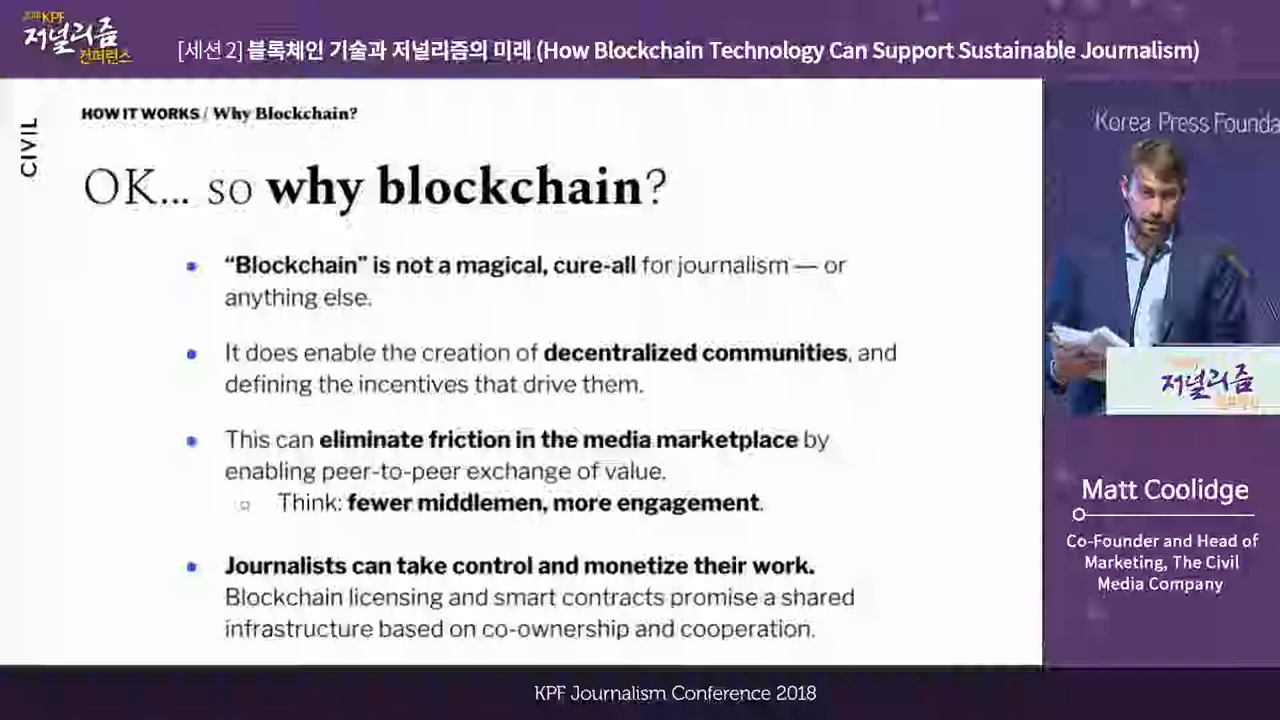 2018 KPF
저널리즘
컨퍼런스
[세션 2] 블록체인 기술과 저널리즘의 미래 (How Blockchain Technology Can Support Sustainable Journalism)
CIVIL
HOW IT WORKS / Why Blockchain?
OK... so why blockchain?
“Blockchain” is not a magical, cure-all for journalism — or
anything else.
It does enable the creation of decentralized communities, and
defining the incentives that drive them.
This can eliminate friction in the media marketplace by
enabling peer-to-peer exchange of value.
Think: fewer middlemen, more engagement.
Journalists can take control and monetize their work.
Blockchain licensing and smart contracts promise a shared
infrastructure based on co-ownership and cooperation.
Korea Press Founda
저널리즘
Matt Coolidge
Co-Founder and Head of
Marketing, The Civil
Media Company
KPF Journalism Conference 2018